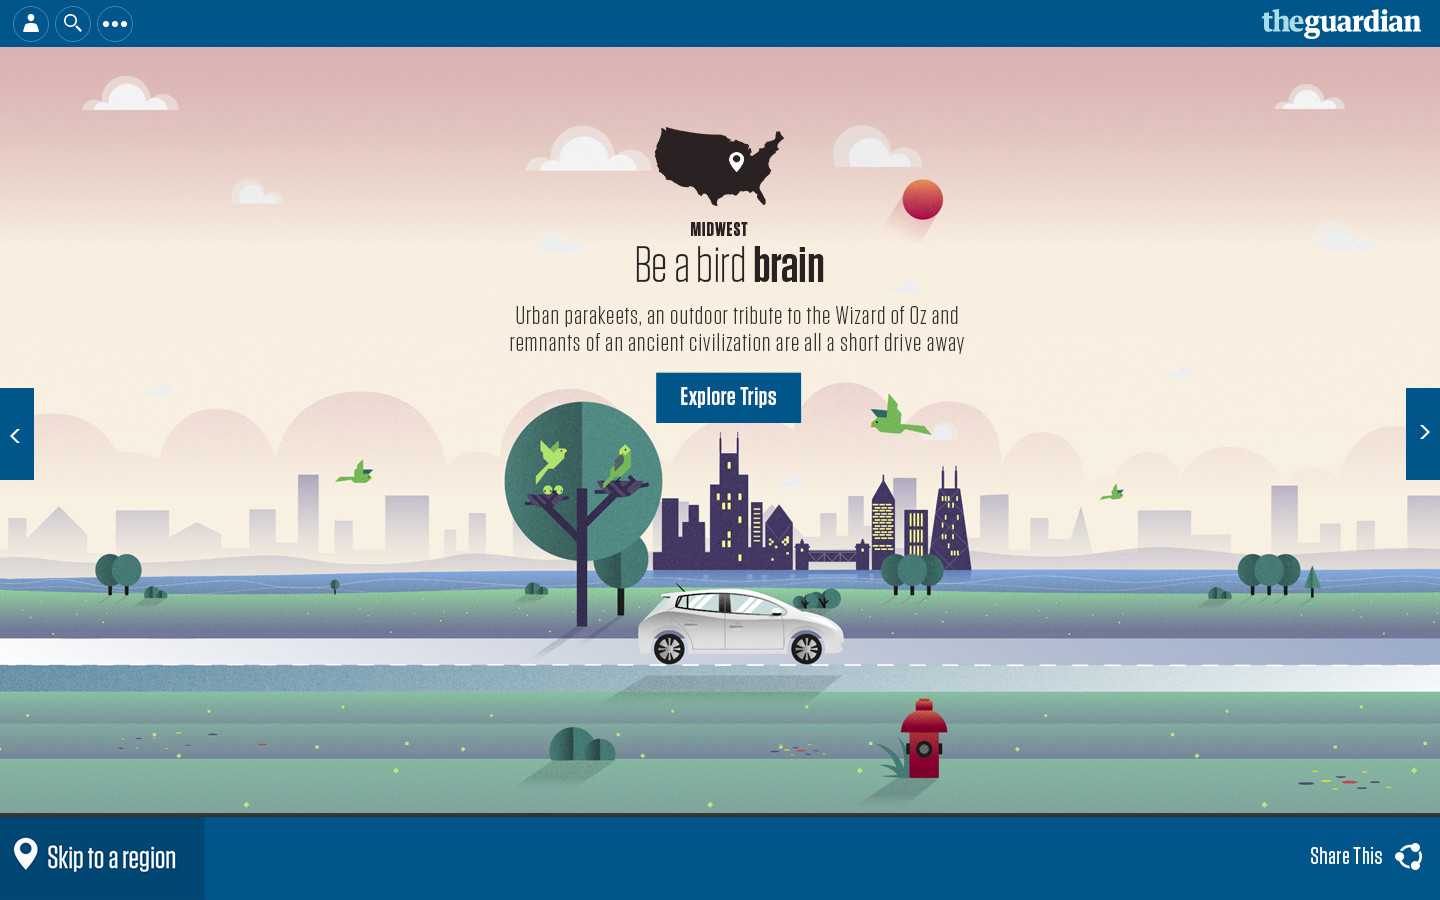 theguardian
MIDWEST
Be a bird brain
Urban parakeets, an outdoor tribute to the Wizard of Oz and
remnants of an ancient civilization are all a short drive away
Explore Trips
Skip to a region
Share This